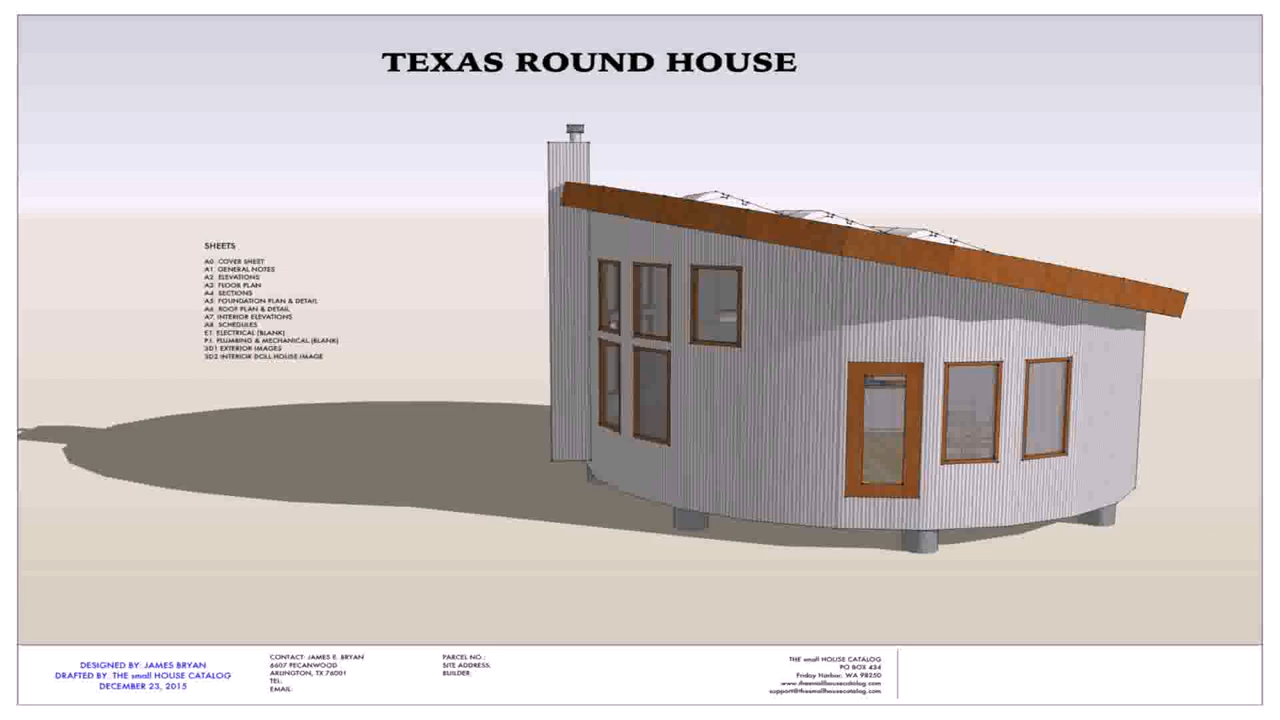 TEXAS ROUND HOUSE
SHEETS
A0 COVER SHEET
A1 GENERAL NOTES
A2 ELEVATIONS
A3 FLOOR PLAN
A4 SECTIONS
A5 FOUNDATION PLAN & DETAIL
A6 ROOF PLAN & DETAIL
A7 INTERIOR ELEVATIONS
A8 SCHEDULES
E1 ELECTRICAL (BLANK)
P.1 PLUMBING & MECHANICAL (BLANK)
3D1 EXTERIOR IMAGES
3D2 INTERIOR DOLL HOUSE IMAGE
DESIGNED BY: JAMES BRYAN
DRAFTED BY: THE small HOUSE CATALOG
DECEMBER 23, 2015
CONTACT: JAMES E. BRYAN
6607 PECANWOOD
ARLINGTON, TX 76001
TEL:
EMAIL:
PARCEL NO.:
SITE ADDRESS:
BUILDER:
THE small HOUSE CATALOG
PO BOX 434
Friday Harbor, WA 98250
www.thesmallhousecatalog.com
support@thesmallhousecatalog.com